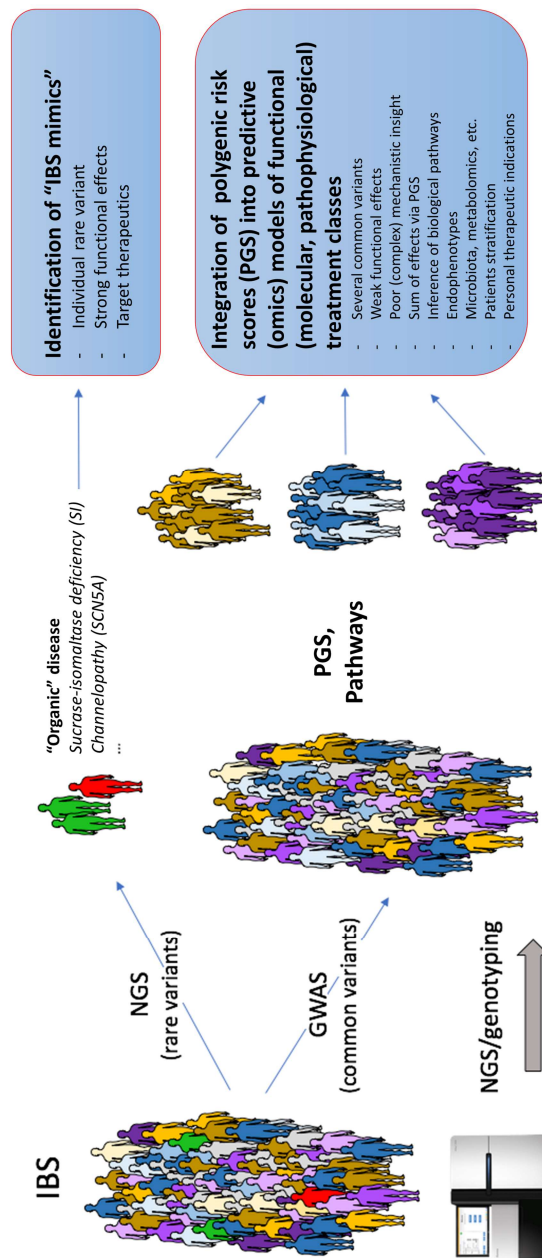 IBS
NGS
(rare variants)
GWAS
(common variants)
NGS/genotyping
“Organic” disease
Sucrase-isomaltase deficiency (SI)
Channelopathy (SCN5A)
...
PGS,
Pathways
Identification of “IBS mimics”
- Individual rare variant
- Strong functional effects
- Target therapeutics
Integration of polygenic risk
scores (PGS) into predictive
(omics) models of functional
(molecular, pathophysiological)
treatment classes
- Several common variants
- Weak functional effects
- Poor (complex) mechanistic insight
- Sum of effects via PGS
- Inference of biological pathways
- Endophenotypes
- Microbiota, metabolomics, etc.
- Patients stratification
- Personal therapeutic indications